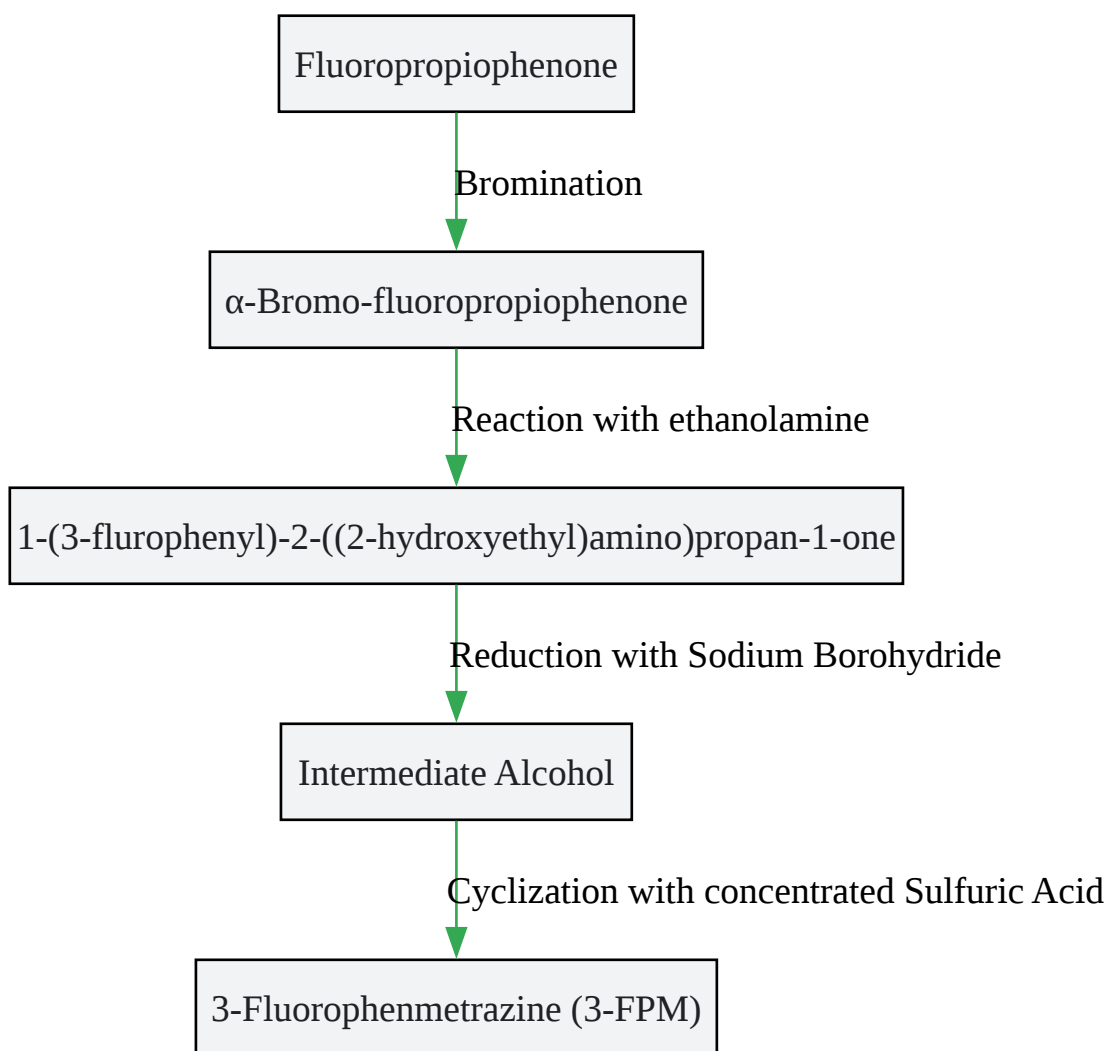 Fluoropropiophenone
Bromination
α-Bromo-fluoropropiophenone
Reaction with ethanolamine
1-(3-flurophenyl)-2-((2-hydroxyethyl)amino)propan-1-one
Reduction with Sodium Borohydride
Intermediate Alcohol
Cyclization with concentrated Sulfuric Acid
3-Fluorophenmetrazine (3-FPM)